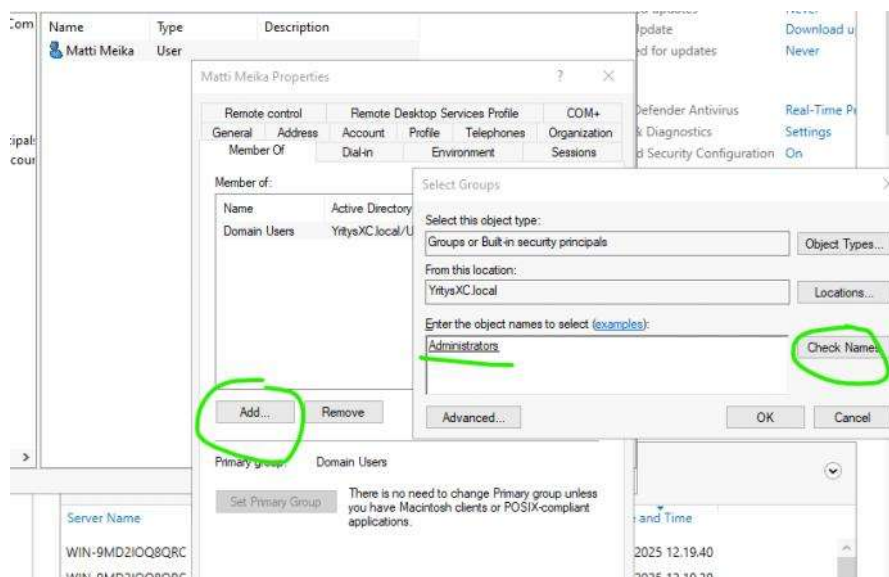 Name Type Description
Matti Meika User
Update Download u
ed for updates Never
Matti Meika Properties ? ×
Remote control Remote Desktop Services Profile COM+
General Address Account Profile Telephones Organization
Member Of Dial-in Environment Sessions
Defender Antivirus Real-Time Pr
& Diagnostics Settings
d Security Configuration On
Member of:
Name Active Directory
Domain Users YritysXC.local/U
Select Groups
Select this object type:
Groups or Built-in security principals Object Types...
From this location:
YritysXC.local Locations...
Enter the object names to select (examples):
Administrators Check Names
Add... Remove
Advanced... OK Cancel
Primary group: Domain Users
Set Primary Group
There is no need to change Primary group unless
you have Macintosh clients or POSIX-compliant
applications.
Server Name and Time
WIN-9MD2IOQ8QRC 2025 12.19.40